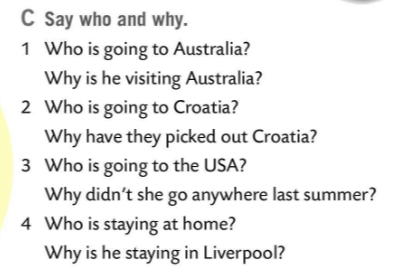 C Say who and why.
1 Who is going to Australia?
Why is he visiting Australia?
2 Who is going to Croatia?
Why have they picked out Croatia?
3 Who is going to the USA?
Why didn't she go anywhere last summer?
4 Who is staying at home?
Why is he staying in Liverpool?